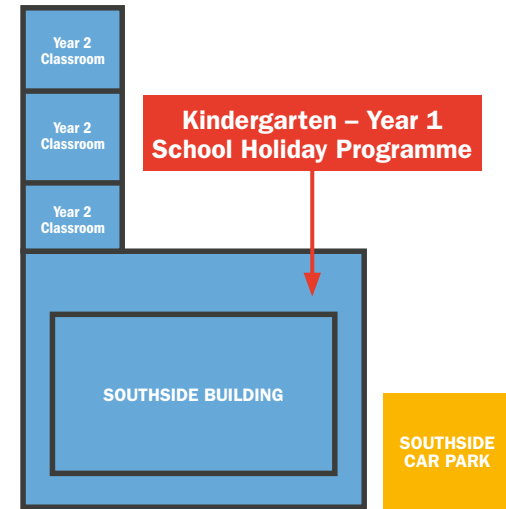 Year 2
Classroom
Year 2
Classroom
Kindergarten – Year 1
School Holiday Programme
Year 2
Classroom
SOUTHSIDE BUILDING
SOUTHSIDE
CAR PARK